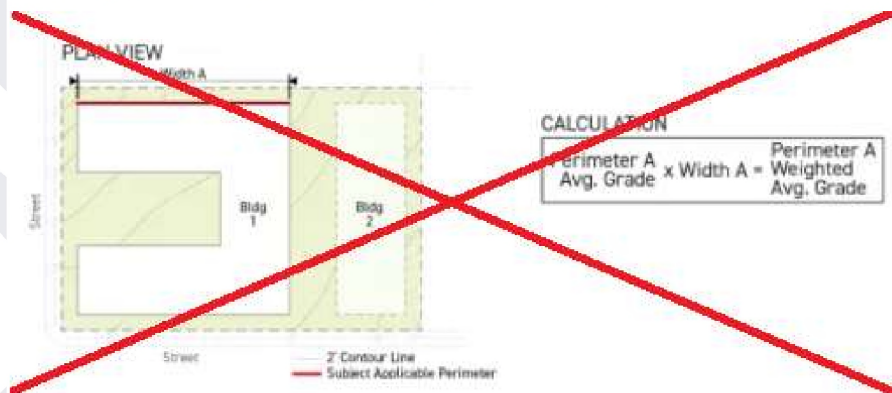 PLAN VIEW
Width A
Bldg
1
Bldg
2
Street
Street
2' Contour Line
Subject Applicable Perimeter
CALCULATION
Perimeter A
Avg. Grade
x Width A =
Perimeter A
Weighted
Avg. Grade